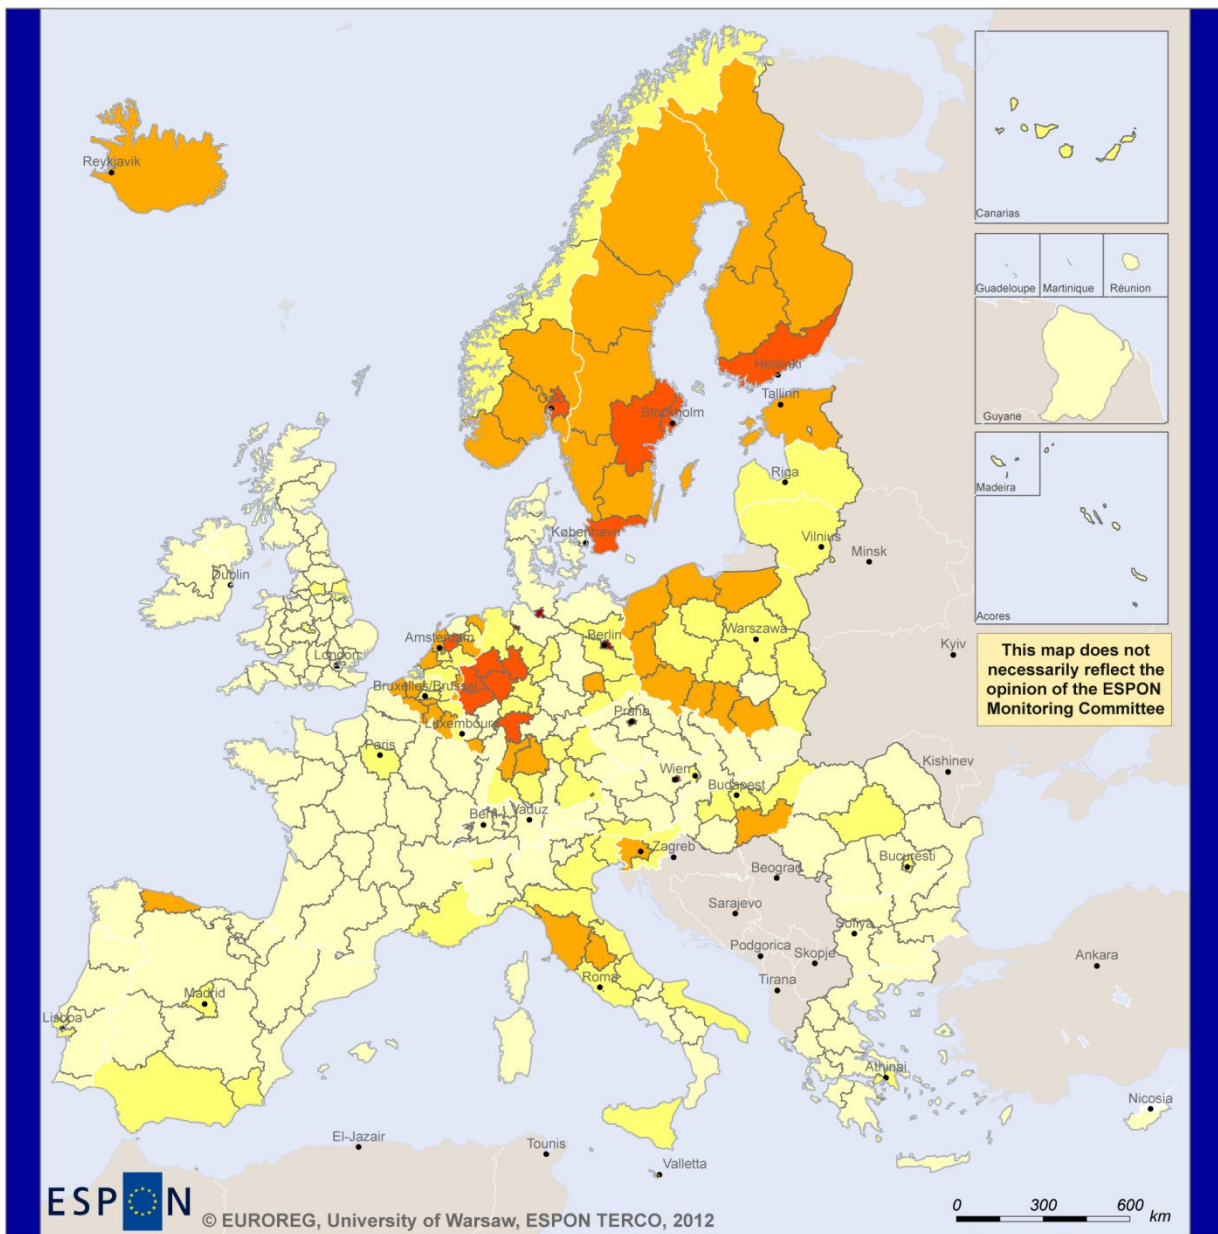 Reykjavik
Canarias
Guadeloupe
Martinique
Réunion
Oslo
Helsinki
Tallinn
Stockholm
Guyane
Riga
Madeira
København
Vilnius
Minsk
Dublin
Acores
Amsterdam
Berlin
Warszawa
London
Kyiv
This map does not
necessarily reflect the
opinion of the ESPON
Monitoring Committee
Bruxelles/Brussel
Praha
Luxembourg
Paris
Kishinev
Wien
Budapest
Bern
Vaduz
Zagreb
Bucuresti
Beograd
Sarajevo
Sofiya
Podgorica
Skopje
Ankara
Roma
Tirana
Madrid
Lisboa
Athinai
Nicosia
El-Jazair
Tounis
Valletta
ESPON
0 300 600
km
© EUROREG, University of Warsaw, ESPON TERCO, 2012